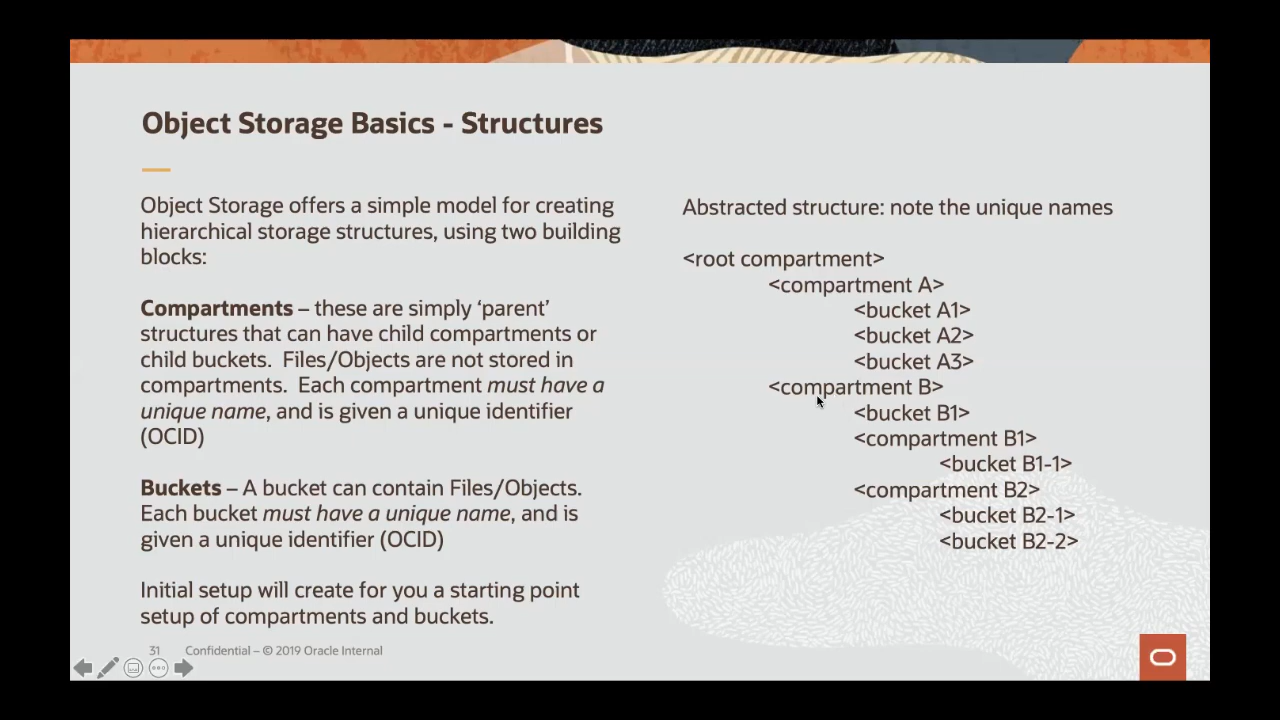 Object Storage Basics - Structures
Object Storage offers a simple model for creating
hierarchical storage structures, using two building
blocks:
Compartments – these are simply ‘parent’
structures that can have child compartments or
child buckets.  Files/Objects are not stored in
compartments.  Each compartment must have a
unique name, and is given a unique identifier
(OCID)
Buckets – A bucket can contain Files/Objects.
Each bucket must have a unique name, and is
given a unique identifier (OCID)
Initial setup will create for you a starting point
setup of compartments and buckets.
Abstracted structure: note the unique names
<root compartment>
<compartment A>
<bucket A1>
<bucket A2>
<bucket A3>
<compartment B>
<bucket B1>
<compartment B1>
<bucket B1-1>
<compartment B2>
<bucket B2-1>
<bucket B2-2>
31 Confidential – © 2019 Oracle Internal